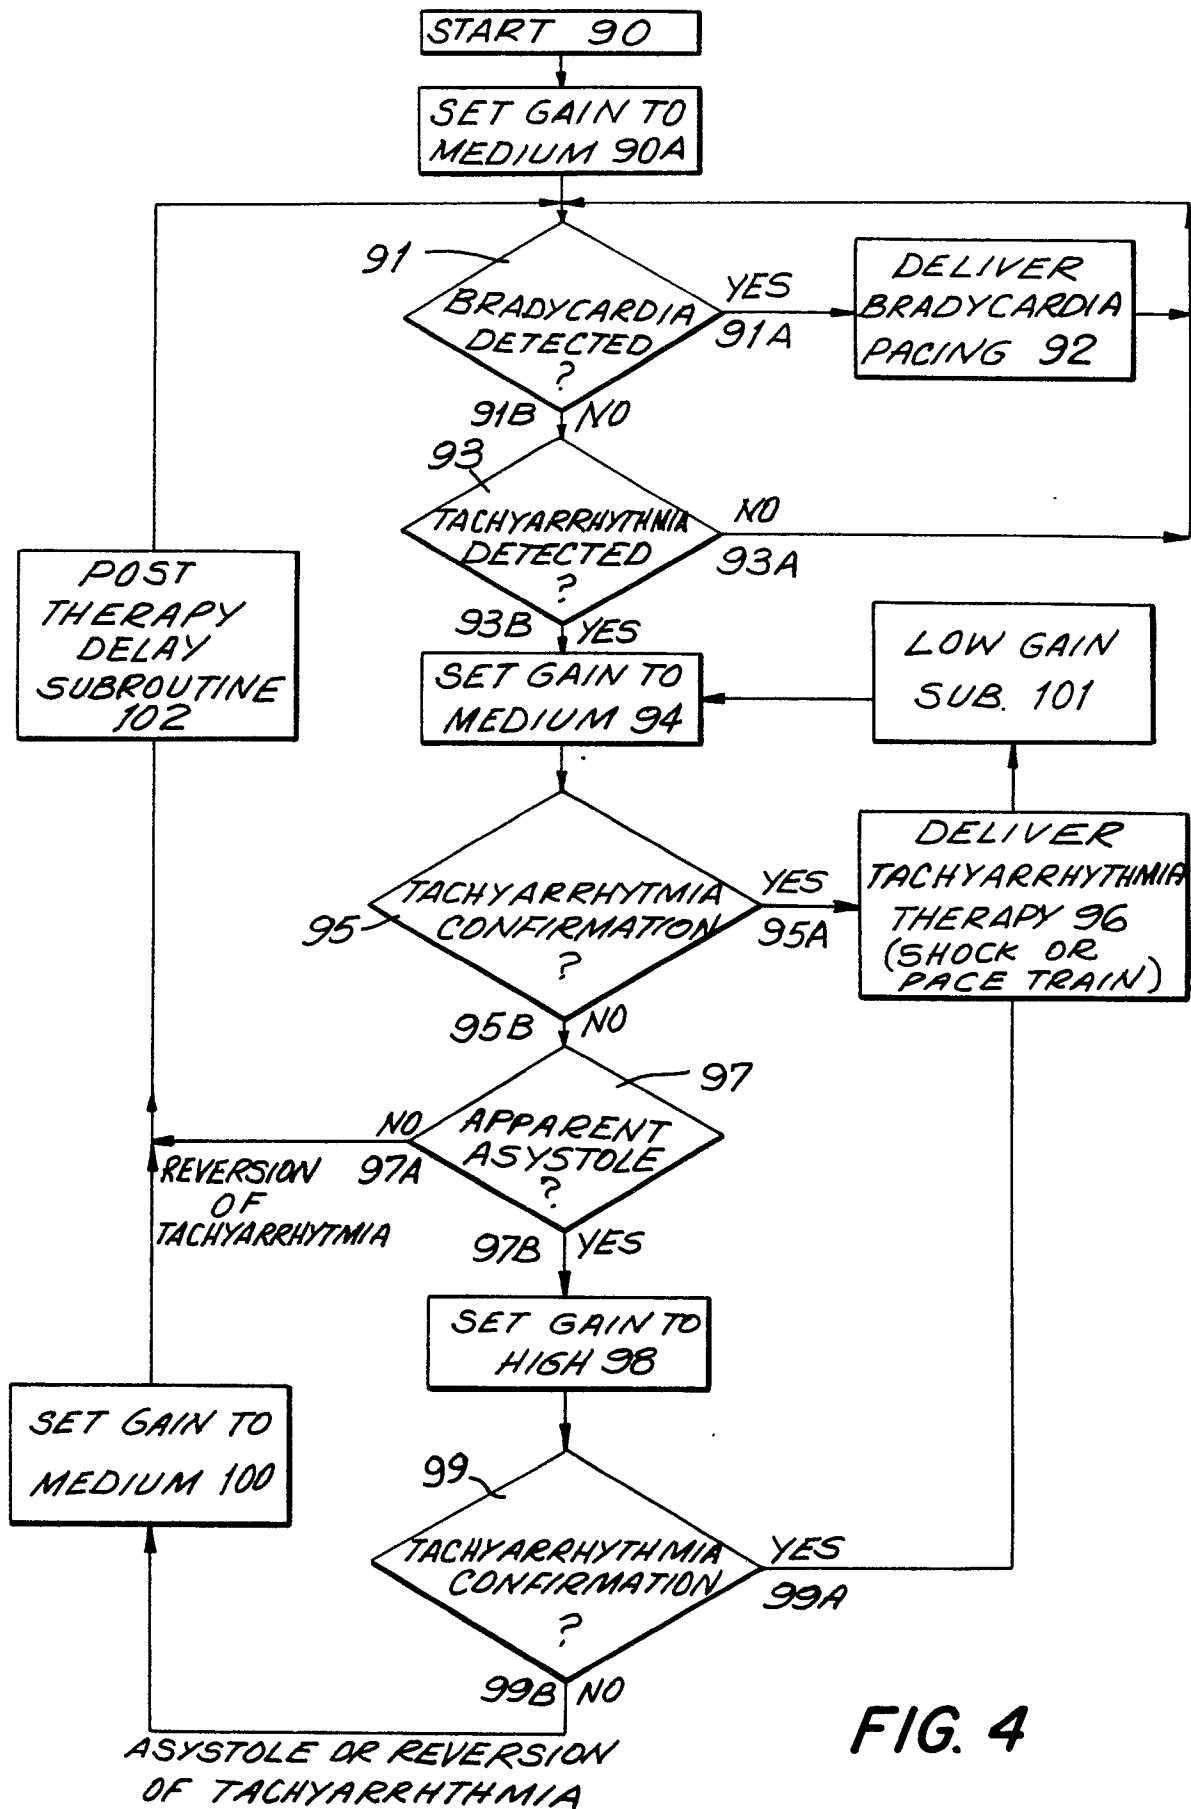 START 90
SET GAIN TO
MEDIUM 90A
91
BRADYCARDIA
DETECTED
?
YES
91A
DELIVER
BRADYCARDIA
PACING 92
91B NO
93
TACHYARRHYTHMIA
DETECTED
?
NO
93A
93B YES
POST
THERAPY
DELAY
SUBROUTINE
102
SET GAIN TO
MEDIUM 94
LOW GAIN
SUB. 101
95
TACHYARRHYTMIA
CONFIRMATION
?
YES
95A
DELIVER
TACHYARRHYTHMIA
THERAPY 96
(SHOCK OR
PACE TRAIN)
95B NO
97
APPARENT
ASYSTOLE
?
NO
97A
REVERSION
OF
TACHYARRHYTMIA
97B YES
SET GAIN TO
HIGH 98
SET GAIN TO
MEDIUM 100
99
TACHYARRHYTHMIA
CONFIRMATION
?
YES
99A
99B NO
ASYSTOLE OR REVERSION
OF TACHYARRHTHMIA
FIG. 4